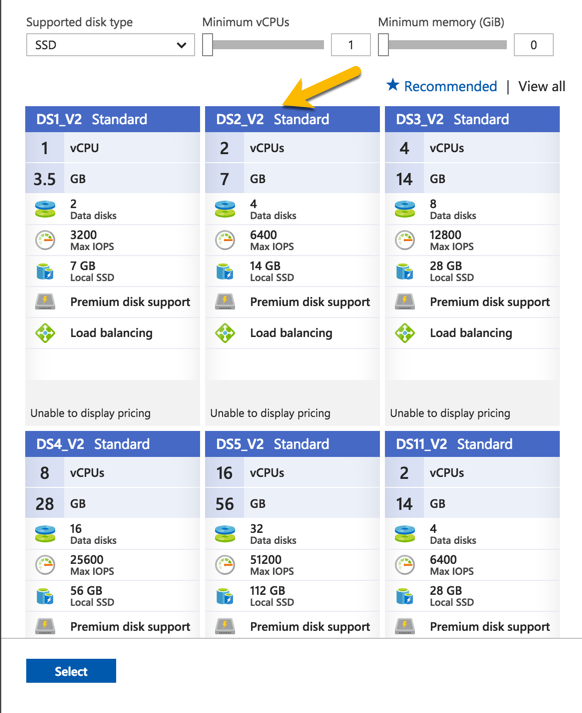 Supported disk type Minimum vCPUs Minimum memory (GiB)
SSD 1 0
★ Recommended | View all
DS1_V2 Standard
1 vCPU
3.5 GB
2
Data disks
3200
Max IOPS
7 GB
Local SSD
Premium disk support
Load balancing
Unable to display pricing
DS2_V2 Standard
2 vCPUs
7 GB
4
Data disks
6400
Max IOPS
14 GB
Local SSD
Premium disk support
Load balancing
Unable to display pricing
DS3_V2 Standard
4 vCPUs
14 GB
8
Data disks
12800
Max IOPS
28 GB
Local SSD
Premium disk support
Load balancing
Unable to display pricing
DS4_V2 Standard
8 vCPUs
28 GB
16
Data disks
25600
Max IOPS
56 GB
Local SSD
Premium disk support
DS5_V2 Standard
16 vCPUs
56 GB
32
Data disks
51200
Max IOPS
112 GB
Local SSD
Premium disk support
DS11_V2 Standard
2 vCPUs
14 GB
4
Data disks
6400
Max IOPS
28 GB
Local SSD
Premium disk support
Select